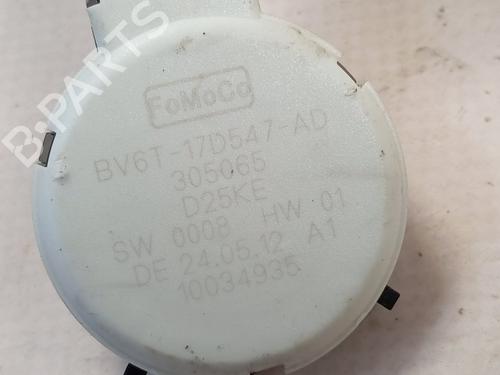 B-PARTS
FoMoCo
BV6T-17D547-AD
305065
D25KE
SW 0008 HW 01
DE 24.05.12 A1
10034935